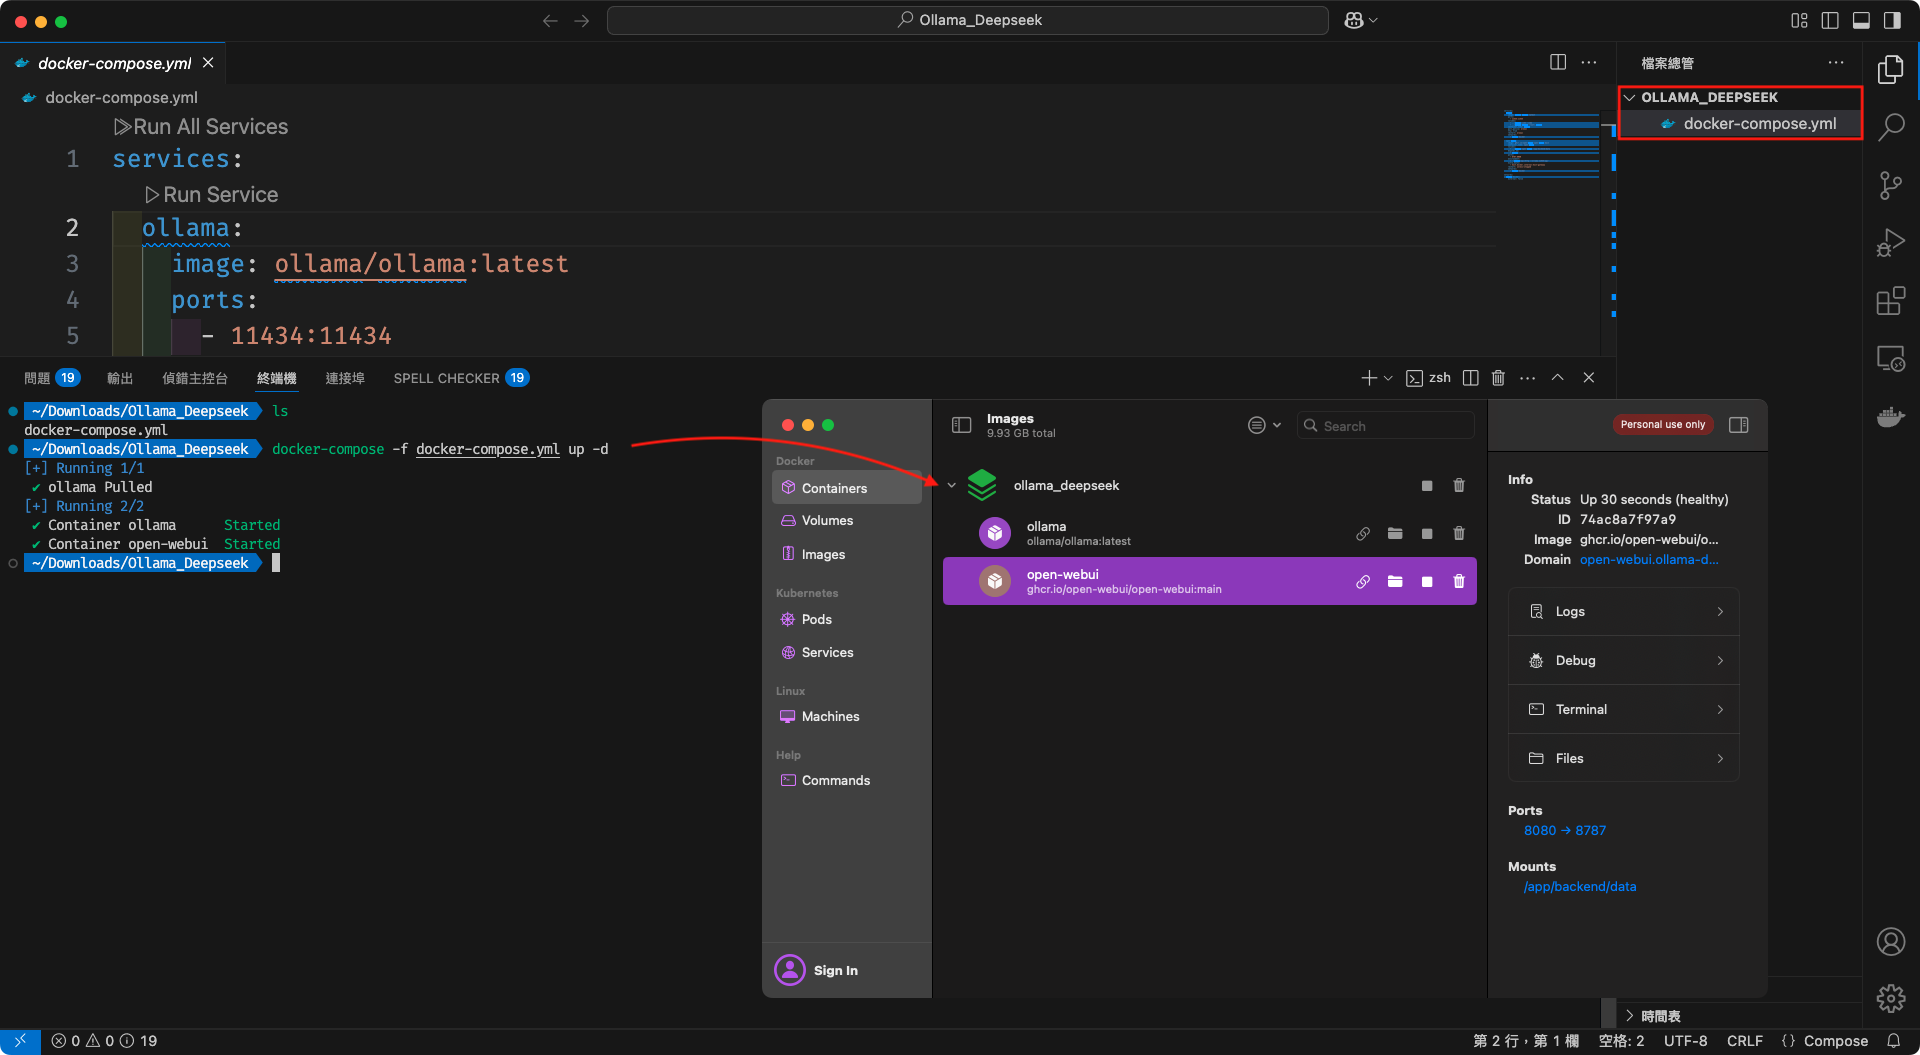 Ollama_Deepseek
docker-compose.yml
docker-compose.yml
Run All Services
1 services:
Run Service
2 ollama:
3 image: ollama/ollama:latest
4 ports:
5 - 11434:11434
檔案總管
OLLAMA_DEEPSEEK
docker-compose.yml
問題 19 輸出 偵錯主控台 終端機 連接埠 SPELL CHECKER 19
zsh
~/Downloads/Ollama_Deepseek ls
docker-compose.yml
~/Downloads/Ollama_Deepseek docker-compose -f docker-compose.yml up -d
[+] Running 1/1
✔ ollama Pulled
[+] Running 2/2
✔ Container ollama Started
✔ Container open-webui Started
~/Downloads/Ollama_Deepseek
Docker
Containers
Volumes
Images
Kubernetes
Pods
Services
Linux
Machines
Help
Commands
Sign In
Images
9.93 GB total
Search
ollama_deepseek
ollama
ollama/ollama:latest
open-webui
ghcr.io/open-webui/open-webui:main
Personal use only
Info
Status Up 30 seconds (healthy)
ID 74ac8a7f97a9
Image ghcr.io/open-webui/o...
Domain open-webui.ollama-d...
Logs
Debug
Terminal
Files
Ports
8080 → 8787
Mounts
/app/backend/data
時間表
0 0 19
第 2 行，第 1 欄 空格: 2 UTF-8 CRLF {} Compose